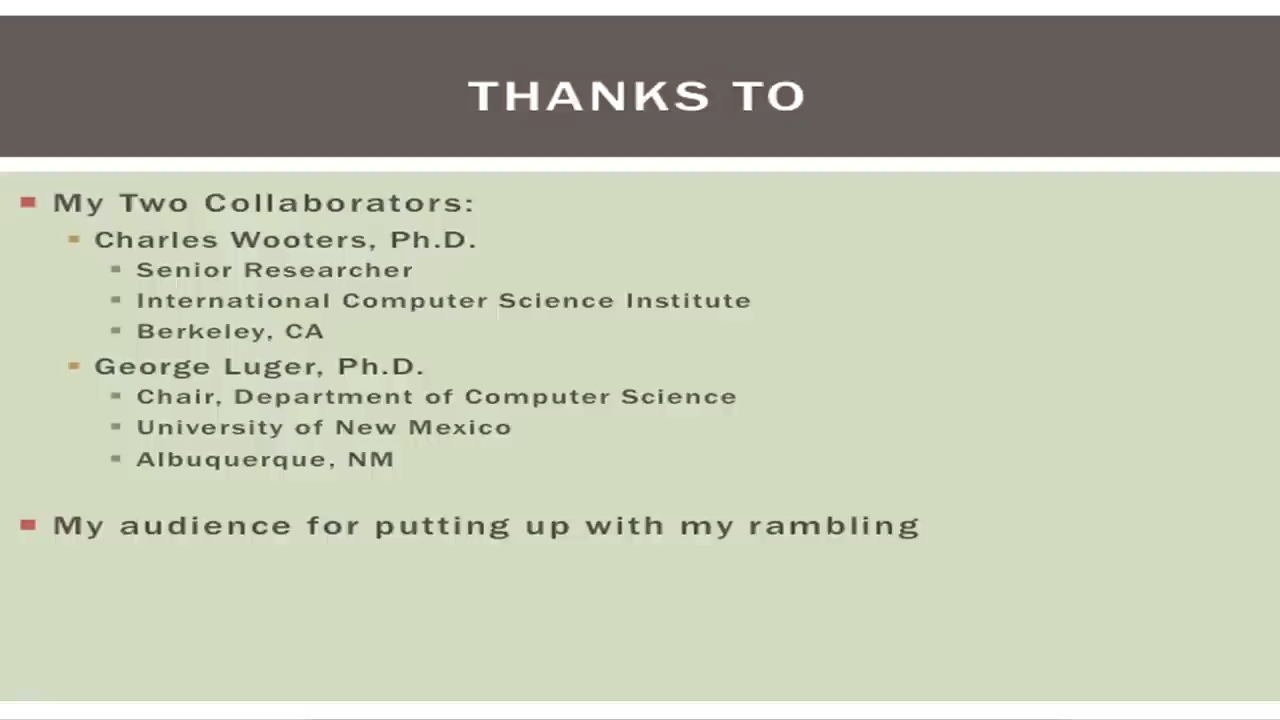 THANKS TO
My Two Collaborators:
Charles Wooters, Ph.D.
Senior Researcher
International Computer Science Institute
Berkeley, CA
George Luger, Ph.D.
Chair, Department of Computer Science
University of New Mexico
Albuquerque, NM
My audience for putting up with my rambling